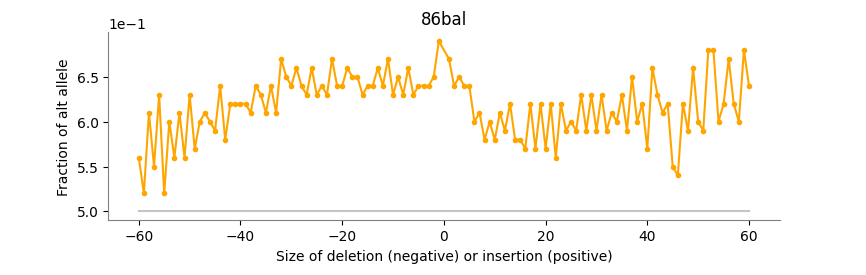 86bal
1e−1
Fraction of alt allele
6.5
6.0
5.5
5.0
−60
−40
−20
0
20
40
60
Size of deletion (negative) or insertion (positive)